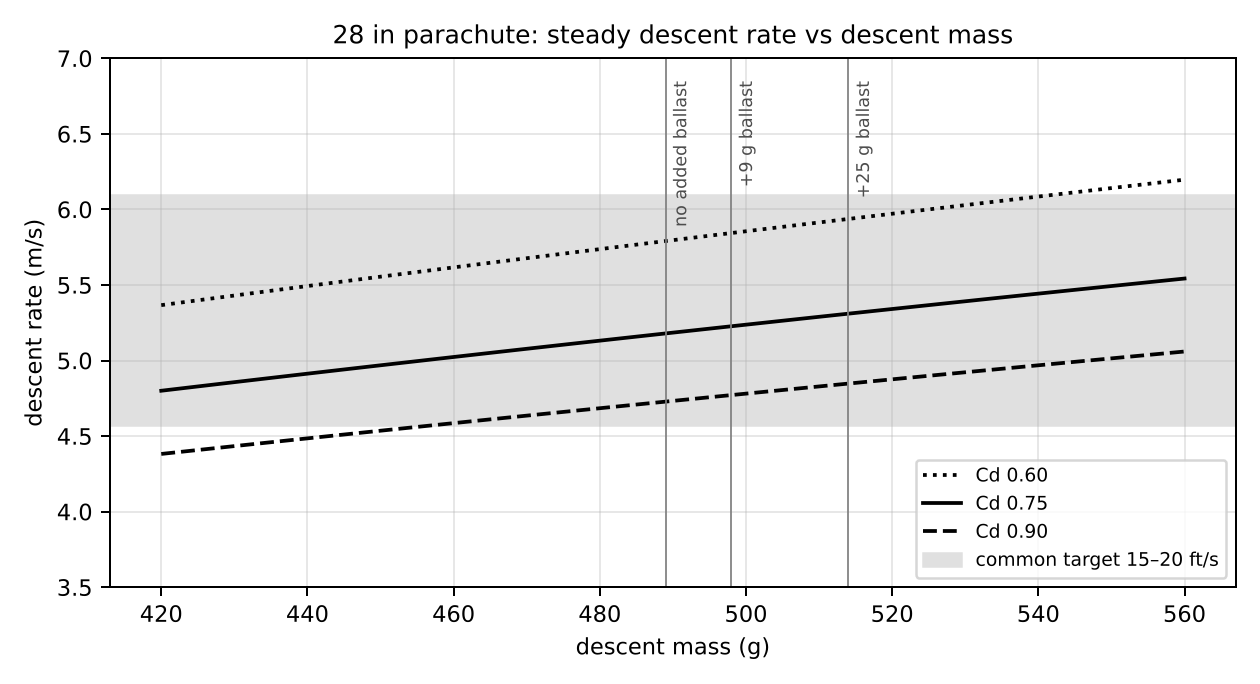 28 in parachute: steady descent rate vs descent mass
7.0
6.5
6.0
5.5
5.0
4.5
4.0
3.5
descent rate (m/s)
no added ballast
+9 g ballast
+25 g ballast
Cd 0.60
Cd 0.75
Cd 0.90
common target 15–20 ft/s
420 440 460 480 500 520 540 560
descent mass (g)